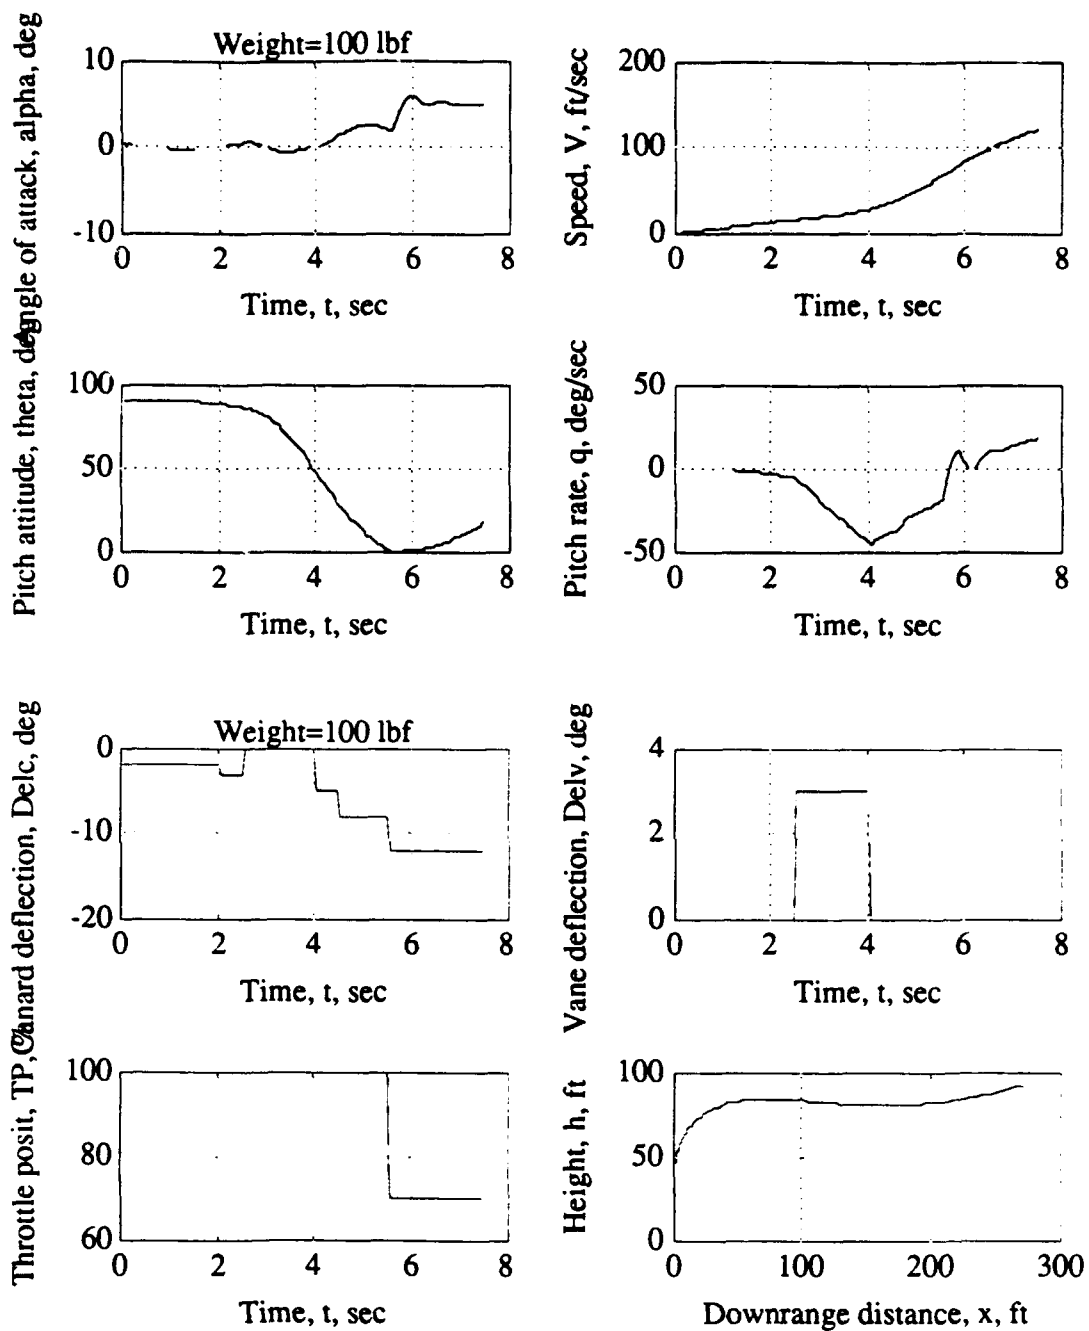 Weight=100 lbf
Angle of attack, alpha, deg
10
0
-10
0 2 4 6 8
Time, t, sec
Speed, V, ft/sec
200
100
0
0 2 4 6 8
Time, t, sec
Pitch attitude, theta, deg
100
50
0
0 2 4 6 8
Time, t, sec
Pitch rate, q, deg/sec
50
0
-50
0 2 4 6 8
Time, t, sec
Weight=100 lbf
Canard deflection, Delc, deg
0
-10
-20
0 2 4 6 8
Time, t, sec
Vane deflection, Delv, deg
4
2
0
0 2 4 6 8
Time, t, sec
Throttle posit, TP, %
100
80
60
0 2 4 6 8
Time, t, sec
Height, h, ft
100
50
0
0 100 200 300
Downrange distance, x, ft